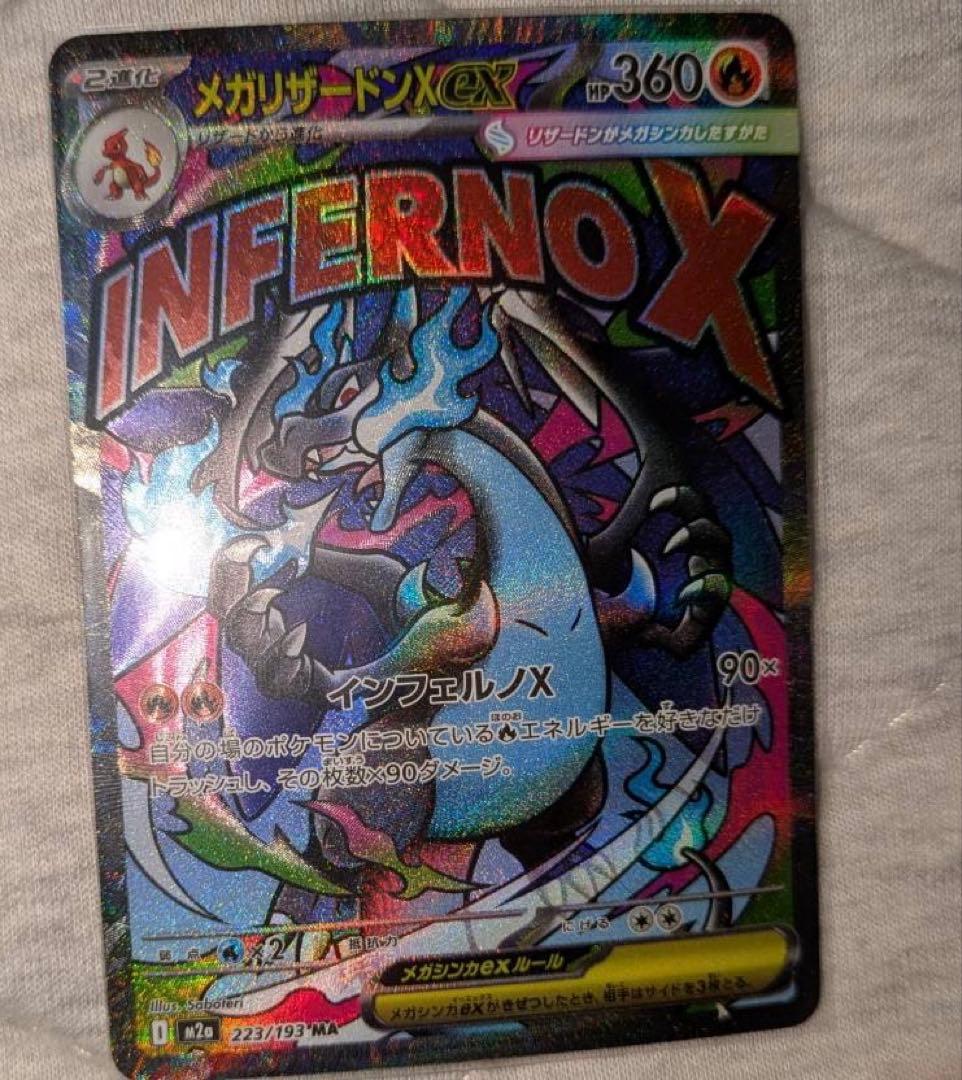 2進化
メガリザードンXex
HP360
リザードから進化
リザードンがメガシンカしたすがた
INFERNO X
インフェルノX
90×
自分の場のポケモンについているエネルギーを好きなだけ
トラッシュし、その枚数×90ダメージ。
弱点 ×2 抵抗力 にげる
メガシンカexルール
メガシンカexがきぜつしたとき、相手はサイドを3枚とる。
Illus. Saboteri
I M2a 223/193 MA